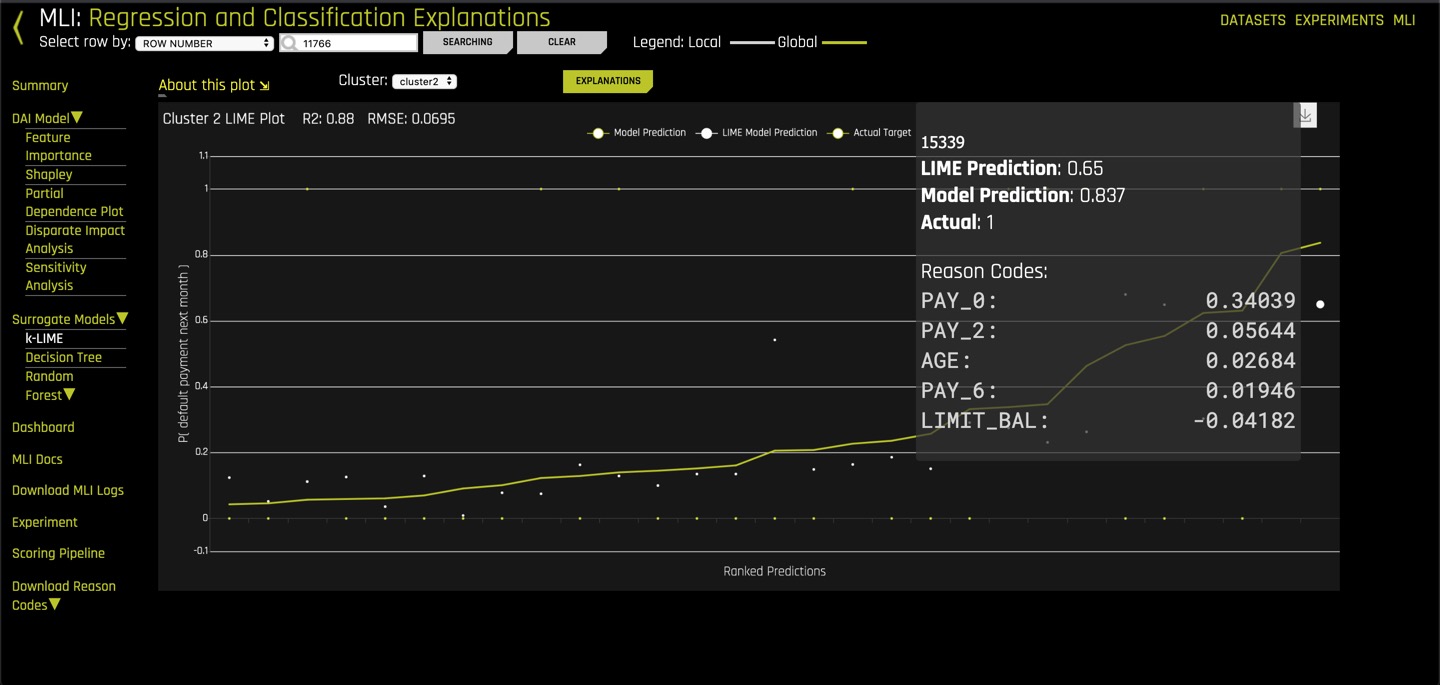 MLI: Regression and Classification Explanations
DATASETS EXPERIMENTS MLI
Select row by: ROW NUMBER 11766 SEARCHING CLEAR Legend: Local Global
Summary
DAI Model
Feature
Importance
Shapley
Partial
Dependence Plot
Disparate Impact
Analysis
Sensitivity
Analysis
Surrogate Models
k-LIME
Decision Tree
Random
Forest
Dashboard
MLI Docs
Download MLI Logs
Experiment
Scoring Pipeline
Download Reason
Codes
About this plot
Cluster: cluster2
EXPLANATIONS
Cluster 2 LIME Plot R2: 0.88 RMSE: 0.0695
Model Prediction LIME Model Prediction Actual Target
P( default payment next month )
1.1
1
0.8
0.6
0.4
0.2
0
-0.1
Ranked Predictions
15339
LIME Prediction: 0.65
Model Prediction: 0.837
Actual: 1
Reason Codes:
PAY_0: 0.34039
PAY_2: 0.05644
AGE: 0.02684
PAY_6: 0.01946
LIMIT_BAL: -0.04182